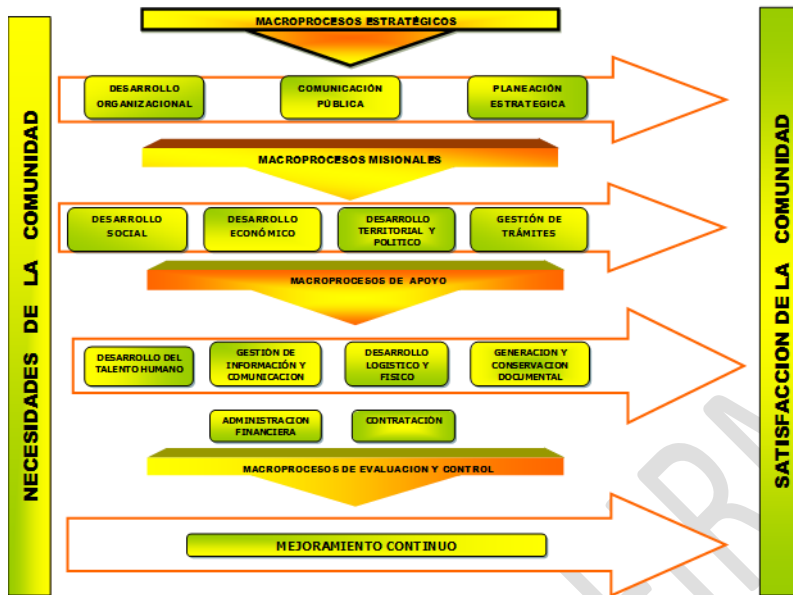 MACROPROCESOS ESTRATÉGICOS
NECESIDADES DE LA COMUNIDAD
DESARROLLO
ORGANIZACIONAL
COMUNICACIÓN
PÚBLICA
PLANEACIÓN
ESTRATEGICA
MACROPROCESOS MISIONALES
DESARROLLO
SOCIAL
DESARROLLO
ECONÓMICO
DESARROLLO
TERRITORIAL Y
POLITICO
GESTIÓN DE
TRÁMITES
MACROPROCESOS DE APOYO
DESARROLLO DEL
TALENTO HUMANO
GESTIÓN DE
INFORMACIÓN Y
COMUNICACION
DESARROLLO
LOGISTICO Y
FISICO
GENERACION Y
CONSERVACION
DOCUMENTAL
ADMINISTRACION
FINANCIERA
CONTRATACIÓN
MACROPROCESOS DE EVALUACION Y CONTROL
MEJORAMIENTO CONTINUO
SATISFACCION DE LA COMUNIDAD